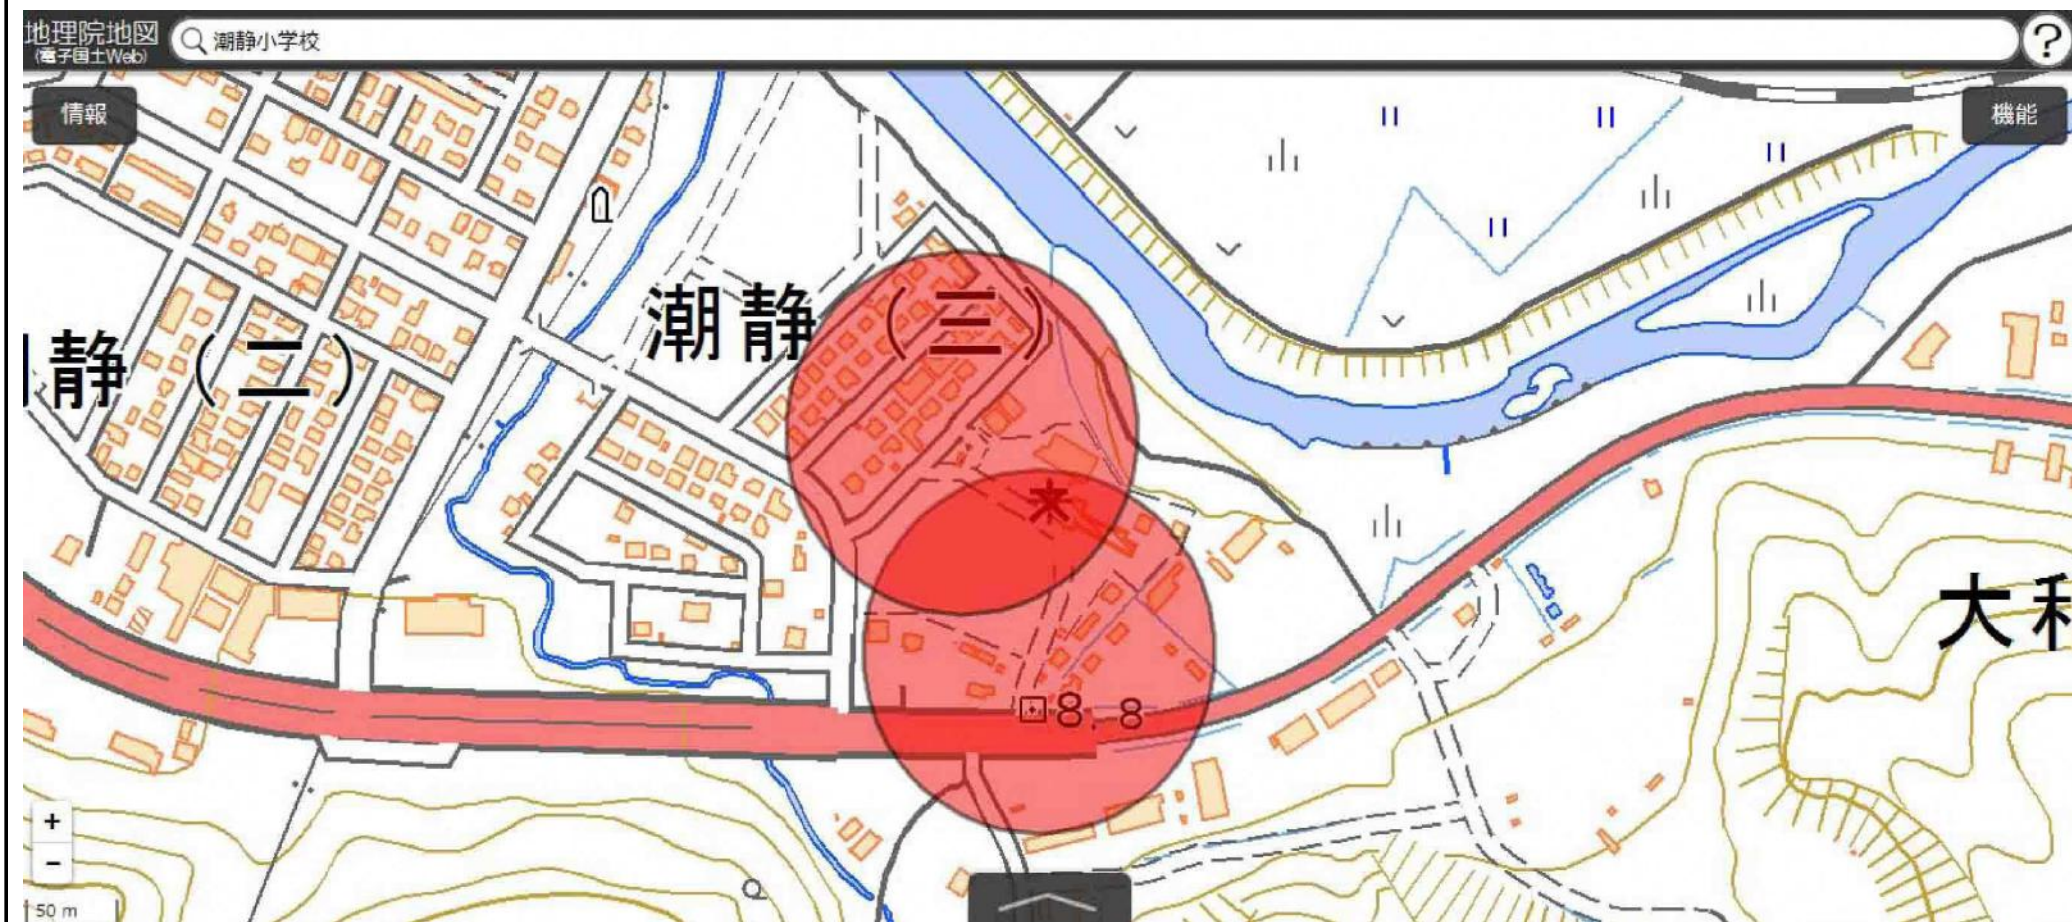 地理院地図
(電子国土Web)
潮静小学校
?
情報
機能
潮静（三）
静（二）
8.8
大
+
−
50 m